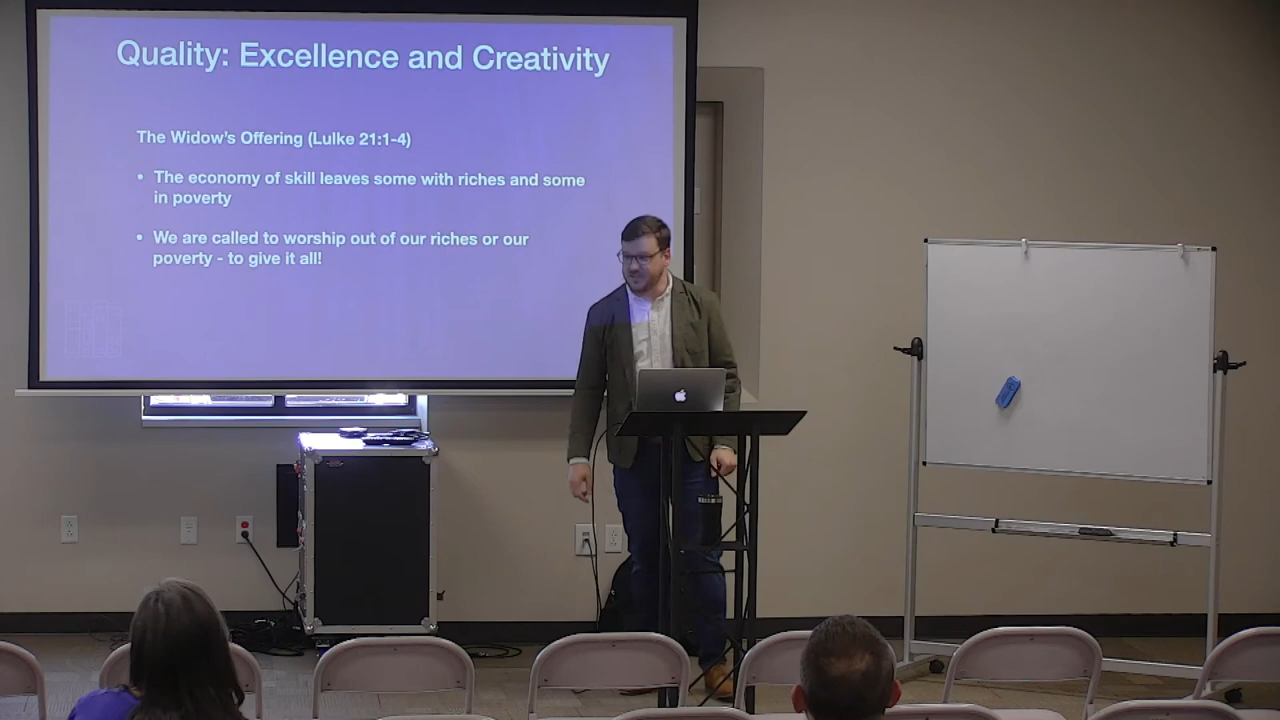 Quality: Excellence and Creativity
The Widow's Offering (Lulke 21:1-4)
• The economy of skill leaves some with riches and some
in poverty
• We are called to worship out of our riches or our
poverty - to give it all!